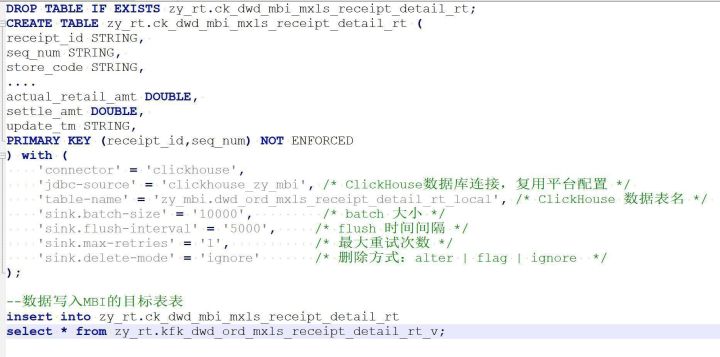 DROP TABLE IF EXISTS zy_rt.ck_dwd_mbi_mxls_receipt_detail_rt;
CREATE TABLE zy_rt.ck_dwd_mbi_mxls_receipt_detail_rt (
receipt_id STRING,
seq_num STRING,
store_code STRING,
....
actual_retail_amt DOUBLE,
settle_amt DOUBLE,
update_tm STRING,
PRIMARY KEY (receipt_id,seq_num) NOT ENFORCED
) with (
'connector' = 'clickhouse',
'jdbc-source' = 'clickhouse_zy_mbi', /* ClickHouse数据库连接，复用平台配置 */
'table-name' = 'zy_mbi.dwd_ord_mxls_receipt_detail_rt_local', /* ClickHouse 数据表名 */
'sink.batch-size' = '10000', /* batch 大小 */
'sink.flush-interval' = '5000', /* flush 时间间隔 */
'sink.max-retries' = '1', /* 最大重试次数 */
'sink.delete-mode' = 'ignore' /* 删除方式：alter | flag | ignore */
);
--数据写入MBI的目标表表
insert into zy_rt.ck_dwd_mbi_mxls_receipt_detail_rt
select * from zy_rt.kfk_dwd_ord_mxls_receipt_detail_rt_v;